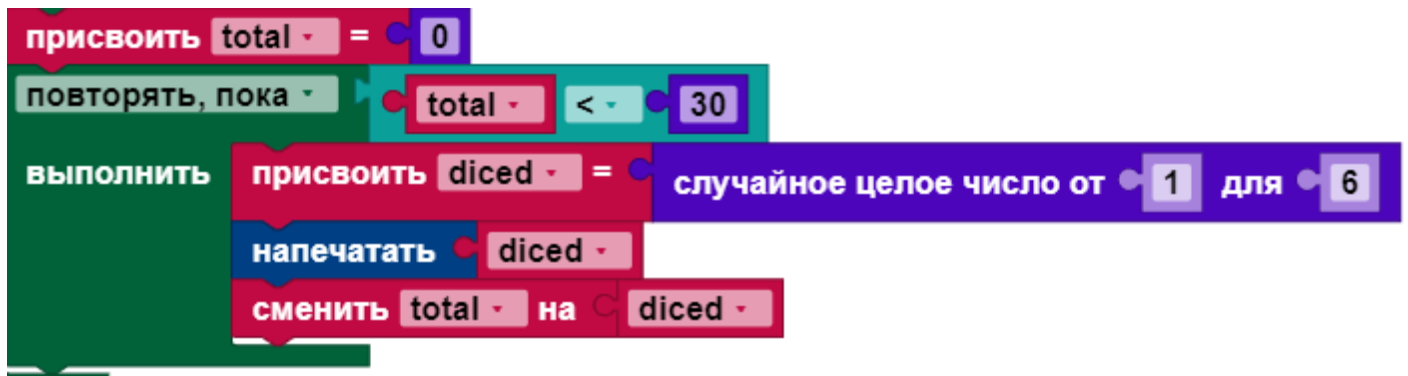 присвоить total = 0
повторять, пока total < 30
выполнить присвоить diced = случайное целое число от 1 для 6
напечатать diced
сменить total на diced